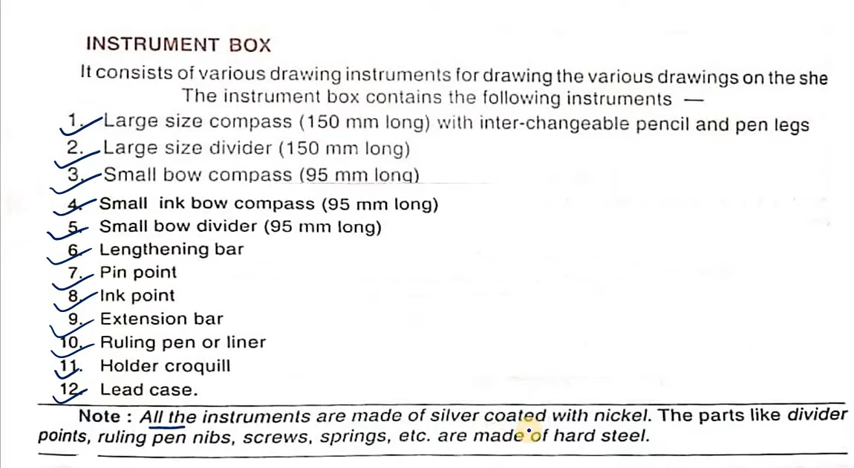 INSTRUMENT BOX
It consists of various drawing instruments for drawing the various drawings on the she
The instrument box contains the following instruments —
1. Large size compass (150 mm long) with inter-changeable pencil and pen legs
2. Large size divider (150 mm long)
3. Small bow compass (95 mm long)
4. Small ink bow compass (95 mm long)
5. Small bow divider (95 mm long)
6. Lengthening bar
7. Pin point
8. Ink point
9. Extension bar
10. Ruling pen or liner
11. Holder croquill
12. Lead case.
Note : All the instruments are made of silver coated with nickel. The parts like divider
points, ruling pen nibs, screws, springs, etc. are made of hard steel.